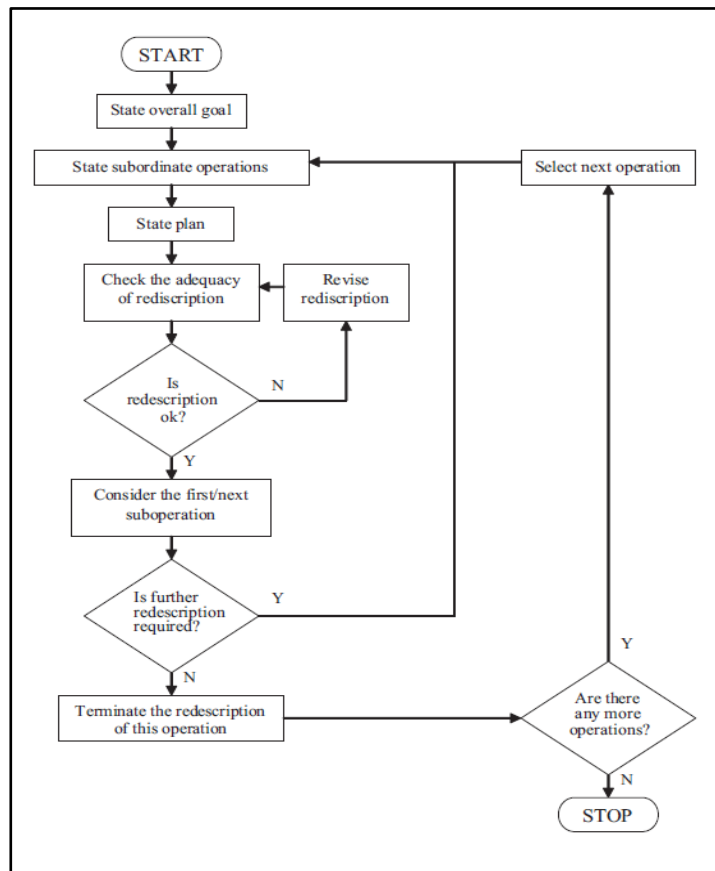 START
State overall goal
State subordinate operations
Select next operation
State plan
Check the adequacy
of rediscription
Revise
rediscription
Is
redescription
ok?
N
Y
Consider the first/next
suboperation
Is further
redescription
required?
Y
N
Terminate the redescription
of this operation
Y
Are there
any more
operations?
N
STOP